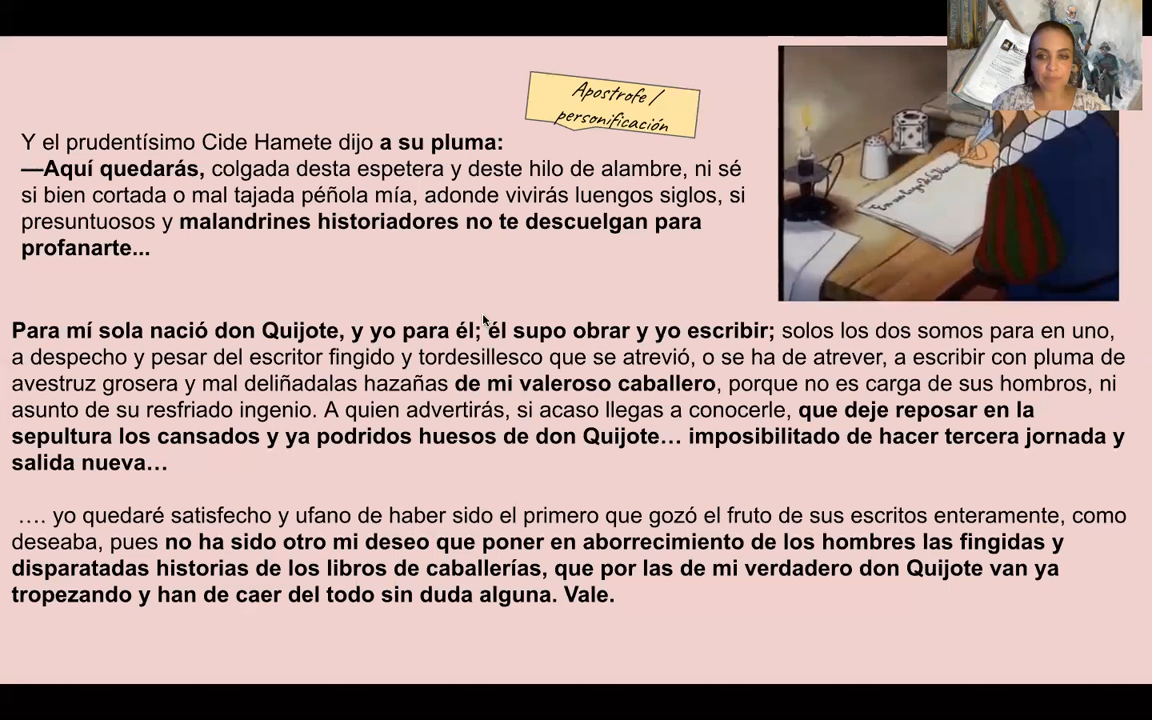 Apostrofe /
personificación
Y el prudentísimo Cide Hamete dijo a su pluma:
—Aquí quedarás, colgada desta espetera y deste hilo de alambre, ni sé
si bien cortada o mal tajada péñola mía, adonde vivirás luengos siglos, si
presuntuosos y malandrines historiadores no te descuelgan para
profanarte...
Para mí sola nació don Quijote, y yo para él; él supo obrar y yo escribir; solos los dos somos para en uno,
a despecho y pesar del escritor fingido y tordesillesco que se atrevió, o se ha de atrever, a escribir con pluma de
avestruz grosera y mal deliñadalas hazañas de mi valeroso caballero, porque no es carga de sus hombros, ni
asunto de su resfriado ingenio. A quien advertirás, si acaso llegas a conocerle, que deje reposar en la
sepultura los cansados y ya podridos huesos de don Quijote… imposibilitado de hacer tercera jornada y
salida nueva…
…. yo quedaré satisfecho y ufano de haber sido el primero que gozó el fruto de sus escritos enteramente, como
deseaba, pues no ha sido otro mi deseo que poner en aborrecimiento de los hombres las fingidas y
disparatadas historias de los libros de caballerías, que por las de mi verdadero don Quijote van ya
tropezando y han de caer del todo sin duda alguna. Vale.